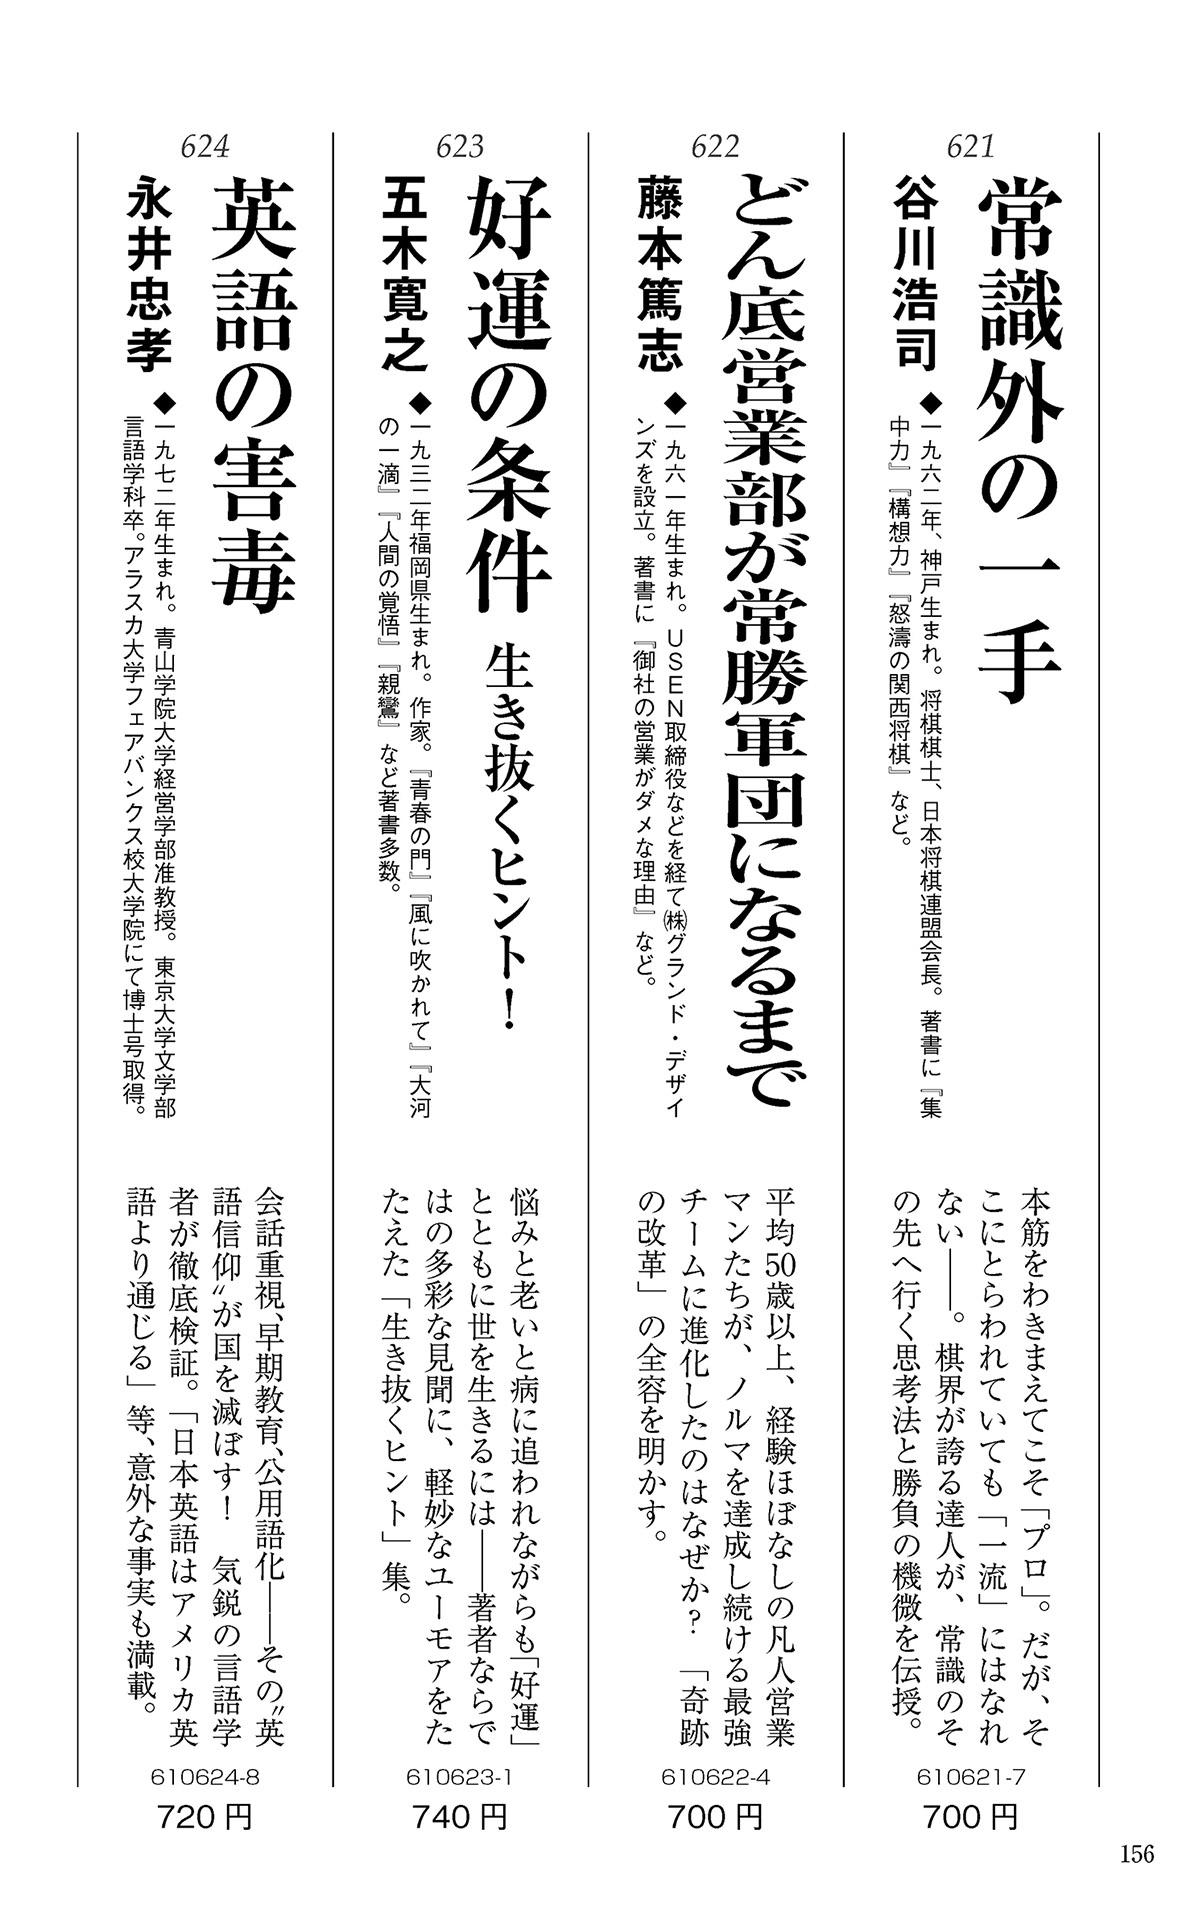 621
常識外の一手
谷川浩司
◆一九六二年、神戸生まれ。将棋棋士、日本将棋連盟会長。著書に『集
中力』『構想力』『怒濤の関西将棋』など。
本筋をわきまえてこそ「プロ」。だが、そ
こにとらわれていても「一流」にはなれ
ない――。棋界が誇る達人が、常識のそ
の先へ行く思考法と勝負の機微を伝授。
610621-7
700円
622
どん底営業部が常勝軍団になるまで
藤本篤志
◆一九六一年生まれ。USEN取締役などを経て㈱グランド・デザイ
ンズを設立。著書に『御社の営業がダメな理由』など。
平均50歳以上、経験ほぼなしの凡人営業
マンたちが、ノルマを達成し続ける最強
チームに進化したのはなぜか？　「奇跡
の改革」の全容を明かす。
610622-4
700円
623
好運の条件 生き抜くヒント！
五木寛之
◆一九三二年福岡県生まれ。作家。『青春の門』『風に吹かれて』『大河
の一滴』『人間の覚悟』『親鸞』など著書多数。
悩みと老いと病に追われながらも「好運」
とともに世を生きるには――著者ならで
はの多彩な見聞に、軽妙なユーモアをた
たえた「生き抜くヒント」集。
610623-1
740円
624
英語の害毒
永井忠孝
◆一九七二年生まれ。青山学院大学経営学部准教授。東京大学文学部
言語学科卒。アラスカ大学フェアバンクス校大学院にて博士号取得。
会話重視、早期教育、公用語化――その〝英
語信仰〟が国を滅ぼす！　気鋭の言語学
者が徹底検証。「日本英語はアメリカ英
語より通じる」等、意外な事実も満載。
610624-8
720円
156